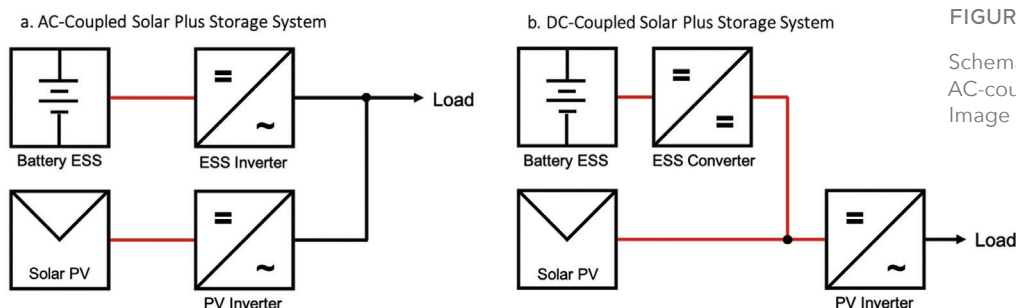 a. AC-Coupled Solar Plus Storage System
Battery ESS
ESS Inverter
Load
Solar PV
PV Inverter
b. DC-Coupled Solar Plus Storage System
Battery ESS
ESS Converter
Solar PV
Load
PV Inverter
FIGUR
Schema
AC-cou
Image